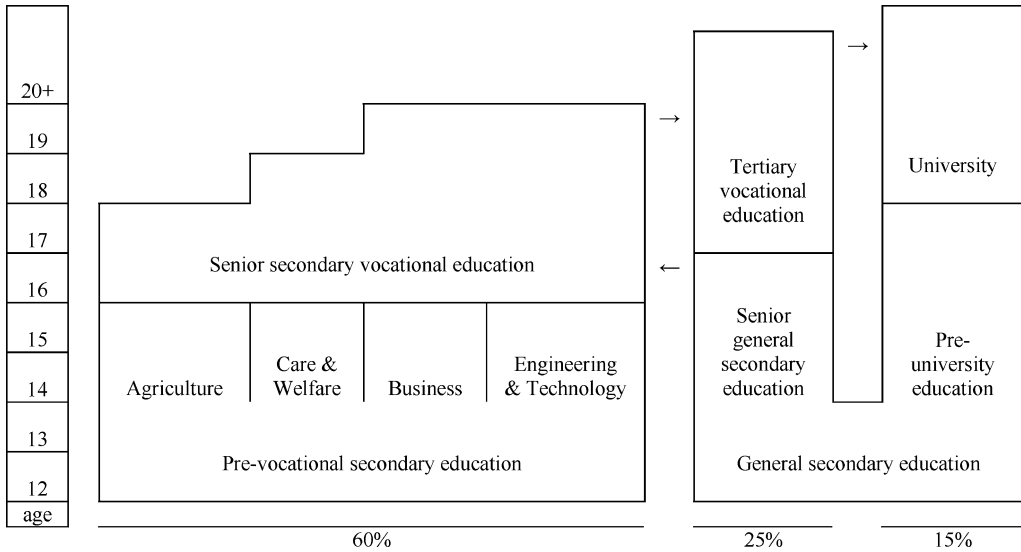 20+
19
18
17
16
15
14
13
12
age
Senior secondary vocational education
Agriculture
Care &
Welfare
Business
Engineering
& Technology
Pre-vocational secondary education
→
←
Tertiary
vocational
education
Senior
general
secondary
education
→
University
Pre-
university
education
General secondary education
60%
25%
15%